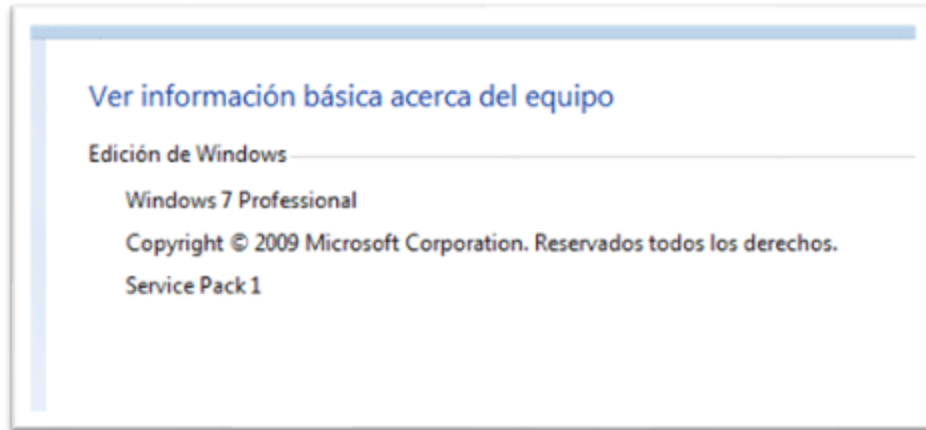 Ver información básica acerca del equipo
Edición de Windows
Windows 7 Professional
Copyright © 2009 Microsoft Corporation. Reservados todos los derechos.
Service Pack 1